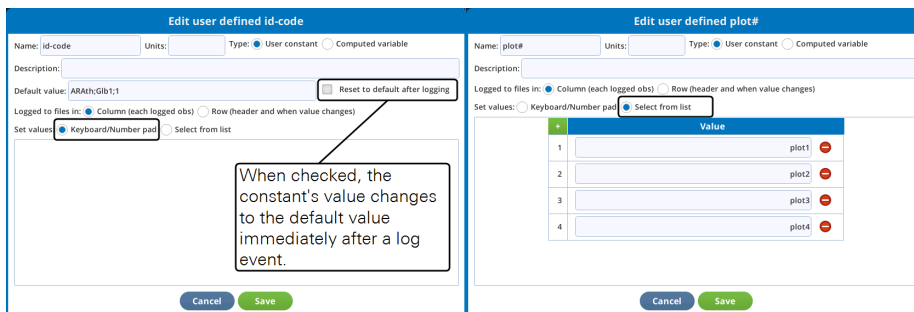 Edit user defined id-code
Name: id-code Units: Type: User constant Computed variable
Description:
Default value: ARAth;Glb1;1 Reset to default after logging
Logged to files in: Column (each logged obs) Row (header and when value changes)
Set values: Keyboard/Number pad Select from list
When checked, the
constant's value changes
to the default value
immediately after a log
event.
Cancel Save
Edit user defined plot#
Name: plot# Units: Type: User constant Computed variable
Description:
Logged to files in: Column (each logged obs) Row (header and when value changes)
Set values: Keyboard/Number pad Select from list
+ Value
1 plot1
2 plot2
3 plot3
4 plot4
Cancel Save